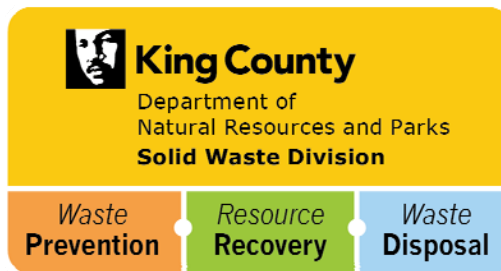 King County
Department of
Natural Resources and Parks
Solid Waste Division
Waste
Prevention
Resource
Recovery
Waste
Disposal